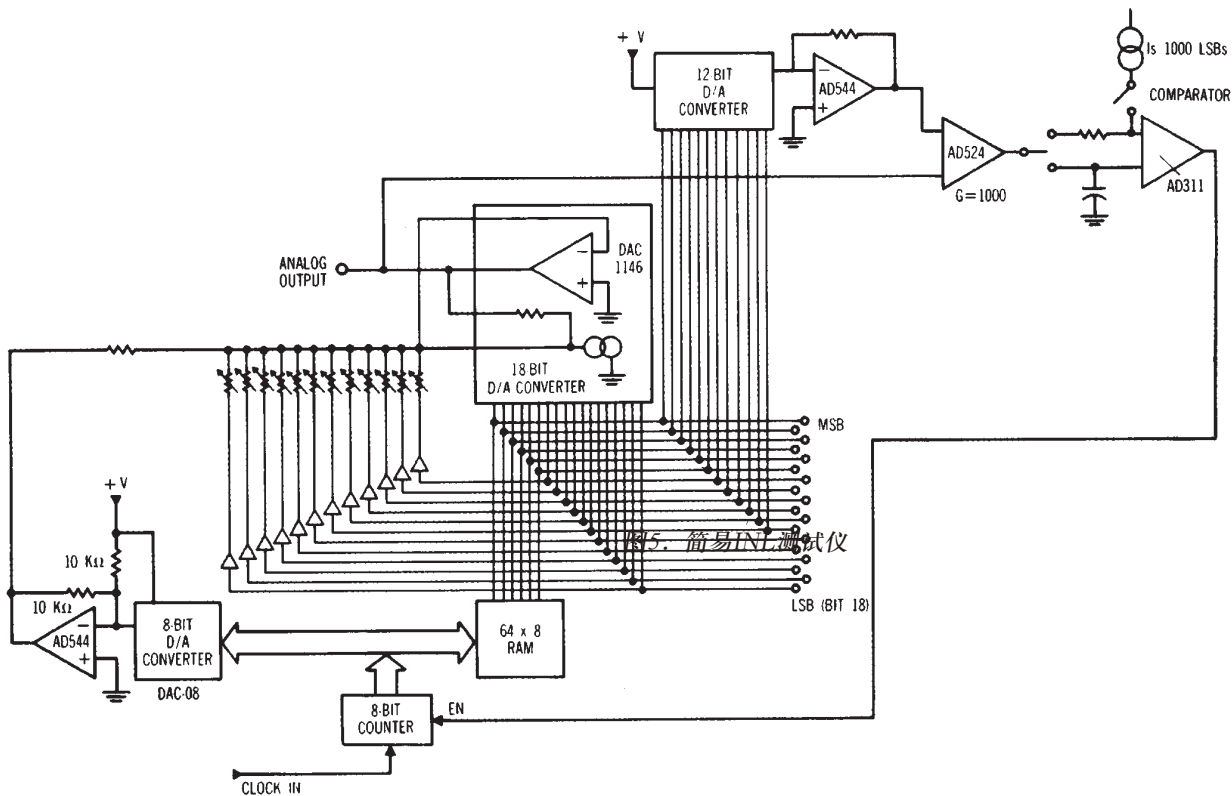 + V
12-BIT
D/A
CONVERTER
−
AD544
+
Is 1000 LSBs
COMPARATOR
AD524
G=1000
AD311
ANALOG
OUTPUT
−
+
DAC
1146
18-BIT
D/A CONVERTER
MSB
图5. 简易INL测试仪
LSB (BIT 18)
+ V
10 KΩ
10 KΩ
−
AD544
+
8-BIT
D/A
CONVERTER
DAC-08
64 x 8
RAM
8-BIT
COUNTER
EN
CLOCK IN